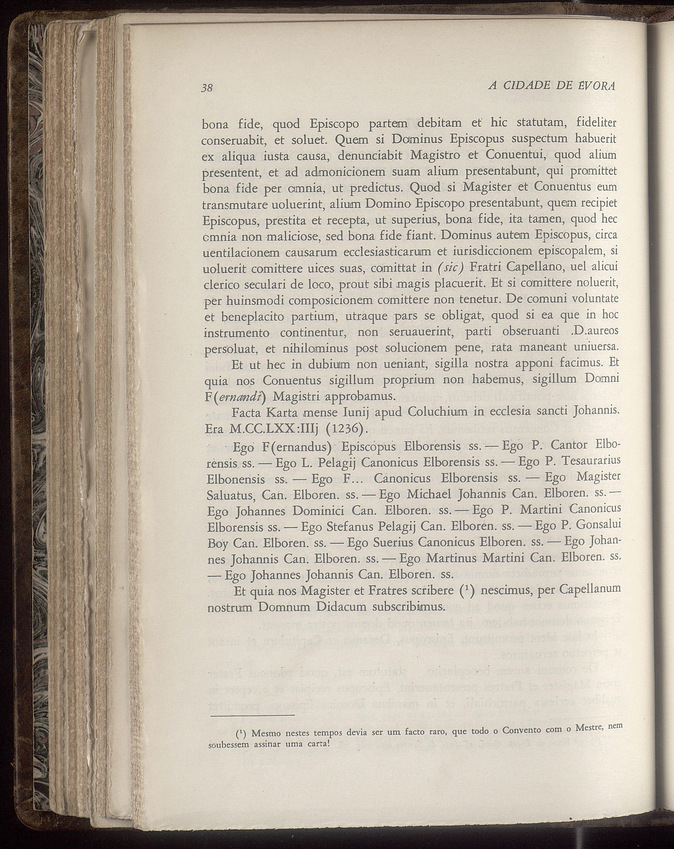 38
A CIDADE DE ÉVORA
bona fide, quod Episcopo partem debitam et hic statutam, fideliter
conseruabit, et soluet. Quem si Dominus Episcopus suspectum habuerit
ex aliqua iusta causa, denunciabit Magistro et Conuentui, quod alium
presentent, et ad admonicionem suam alium presentabunt, qui promittet
bona fide per omnia, ut predictus. Quod si Magister et Conuentus eum
transmutare uoluerint, alium Domino Episcopo presentabunt, quem recipiet
Episcopus, prestita et recepta, ut superius, bona fide, ita tamen, quod hec
omnia non maliciose, sed bona fide fiant. Dominus autem Episcopus, circa
uentilacionem causarum ecclesiasticarum et iurisdiccionem episcopalem, si
uoluerit comittere uices suas, comittat in (sic) Fratri Capellano, uel alicui
clerico seculari de loco, prout sibi magis placuerit. Et si comittere noluerit,
per huinsmodi composicionem comittere non tenetur. De comuni voluntate
et beneplacito partium, utraque pars se obligat, quod si ea que in hoc
instrumento continentur, non seruauerint, parti obseruanti .D.aureos
persoluat, et nihilominus post solucionem pene, rata maneant uniuersa.
Et ut hec in dubium non ueniant, sigilla nostra apponi facimus. Et
quia nos Conuentus sigillum proprium non habemus, sigillum Domni
F(ernandi) Magistri approbamus.
Facta Karta mense Iunij apud Coluchium in ecclesia sancti Johannis.
Era M.CC.LXX:IIIj (1236).
Ego F(ernandus) Episcopus Elborensis ss. — Ego P. Cantor Elbo-
rensis ss. — Ego L. Pelagij Canonicus Elborensis ss. — Ego P. Tesaurarius
Elbonensis ss. — Ego F... Canonicus Elborensis ss. — Ego Magister
Saluatus, Can. Elboren. ss. — Ego Michael Johannis Can. Elboren. ss. —
Ego Johannes Dominici Can. Elboren. ss. — Ego P. Martini Canonicus
Elborensis ss. — Ego Stefanus Pelagij Can. Elboren. ss. — Ego P. Gonsalui
Boy Can. Elboren. ss. — Ego Suerius Canonicus Elboren. ss. — Ego Johan-
nes Johannis Can. Elboren. ss. — Ego Martinus Martini Can. Elboren. ss.
— Ego Johannes Johannis Can. Elboren. ss.
Et quia nos Magister et Fratres scribere (¹) nescimus, per Capellanum
nostrum Domnum Didacum subscribimus.
(¹) Mesmo nestes tempos devia ser um facto raro, que todo o Convento com o Mestre, nem
soubessem assinar uma carta!